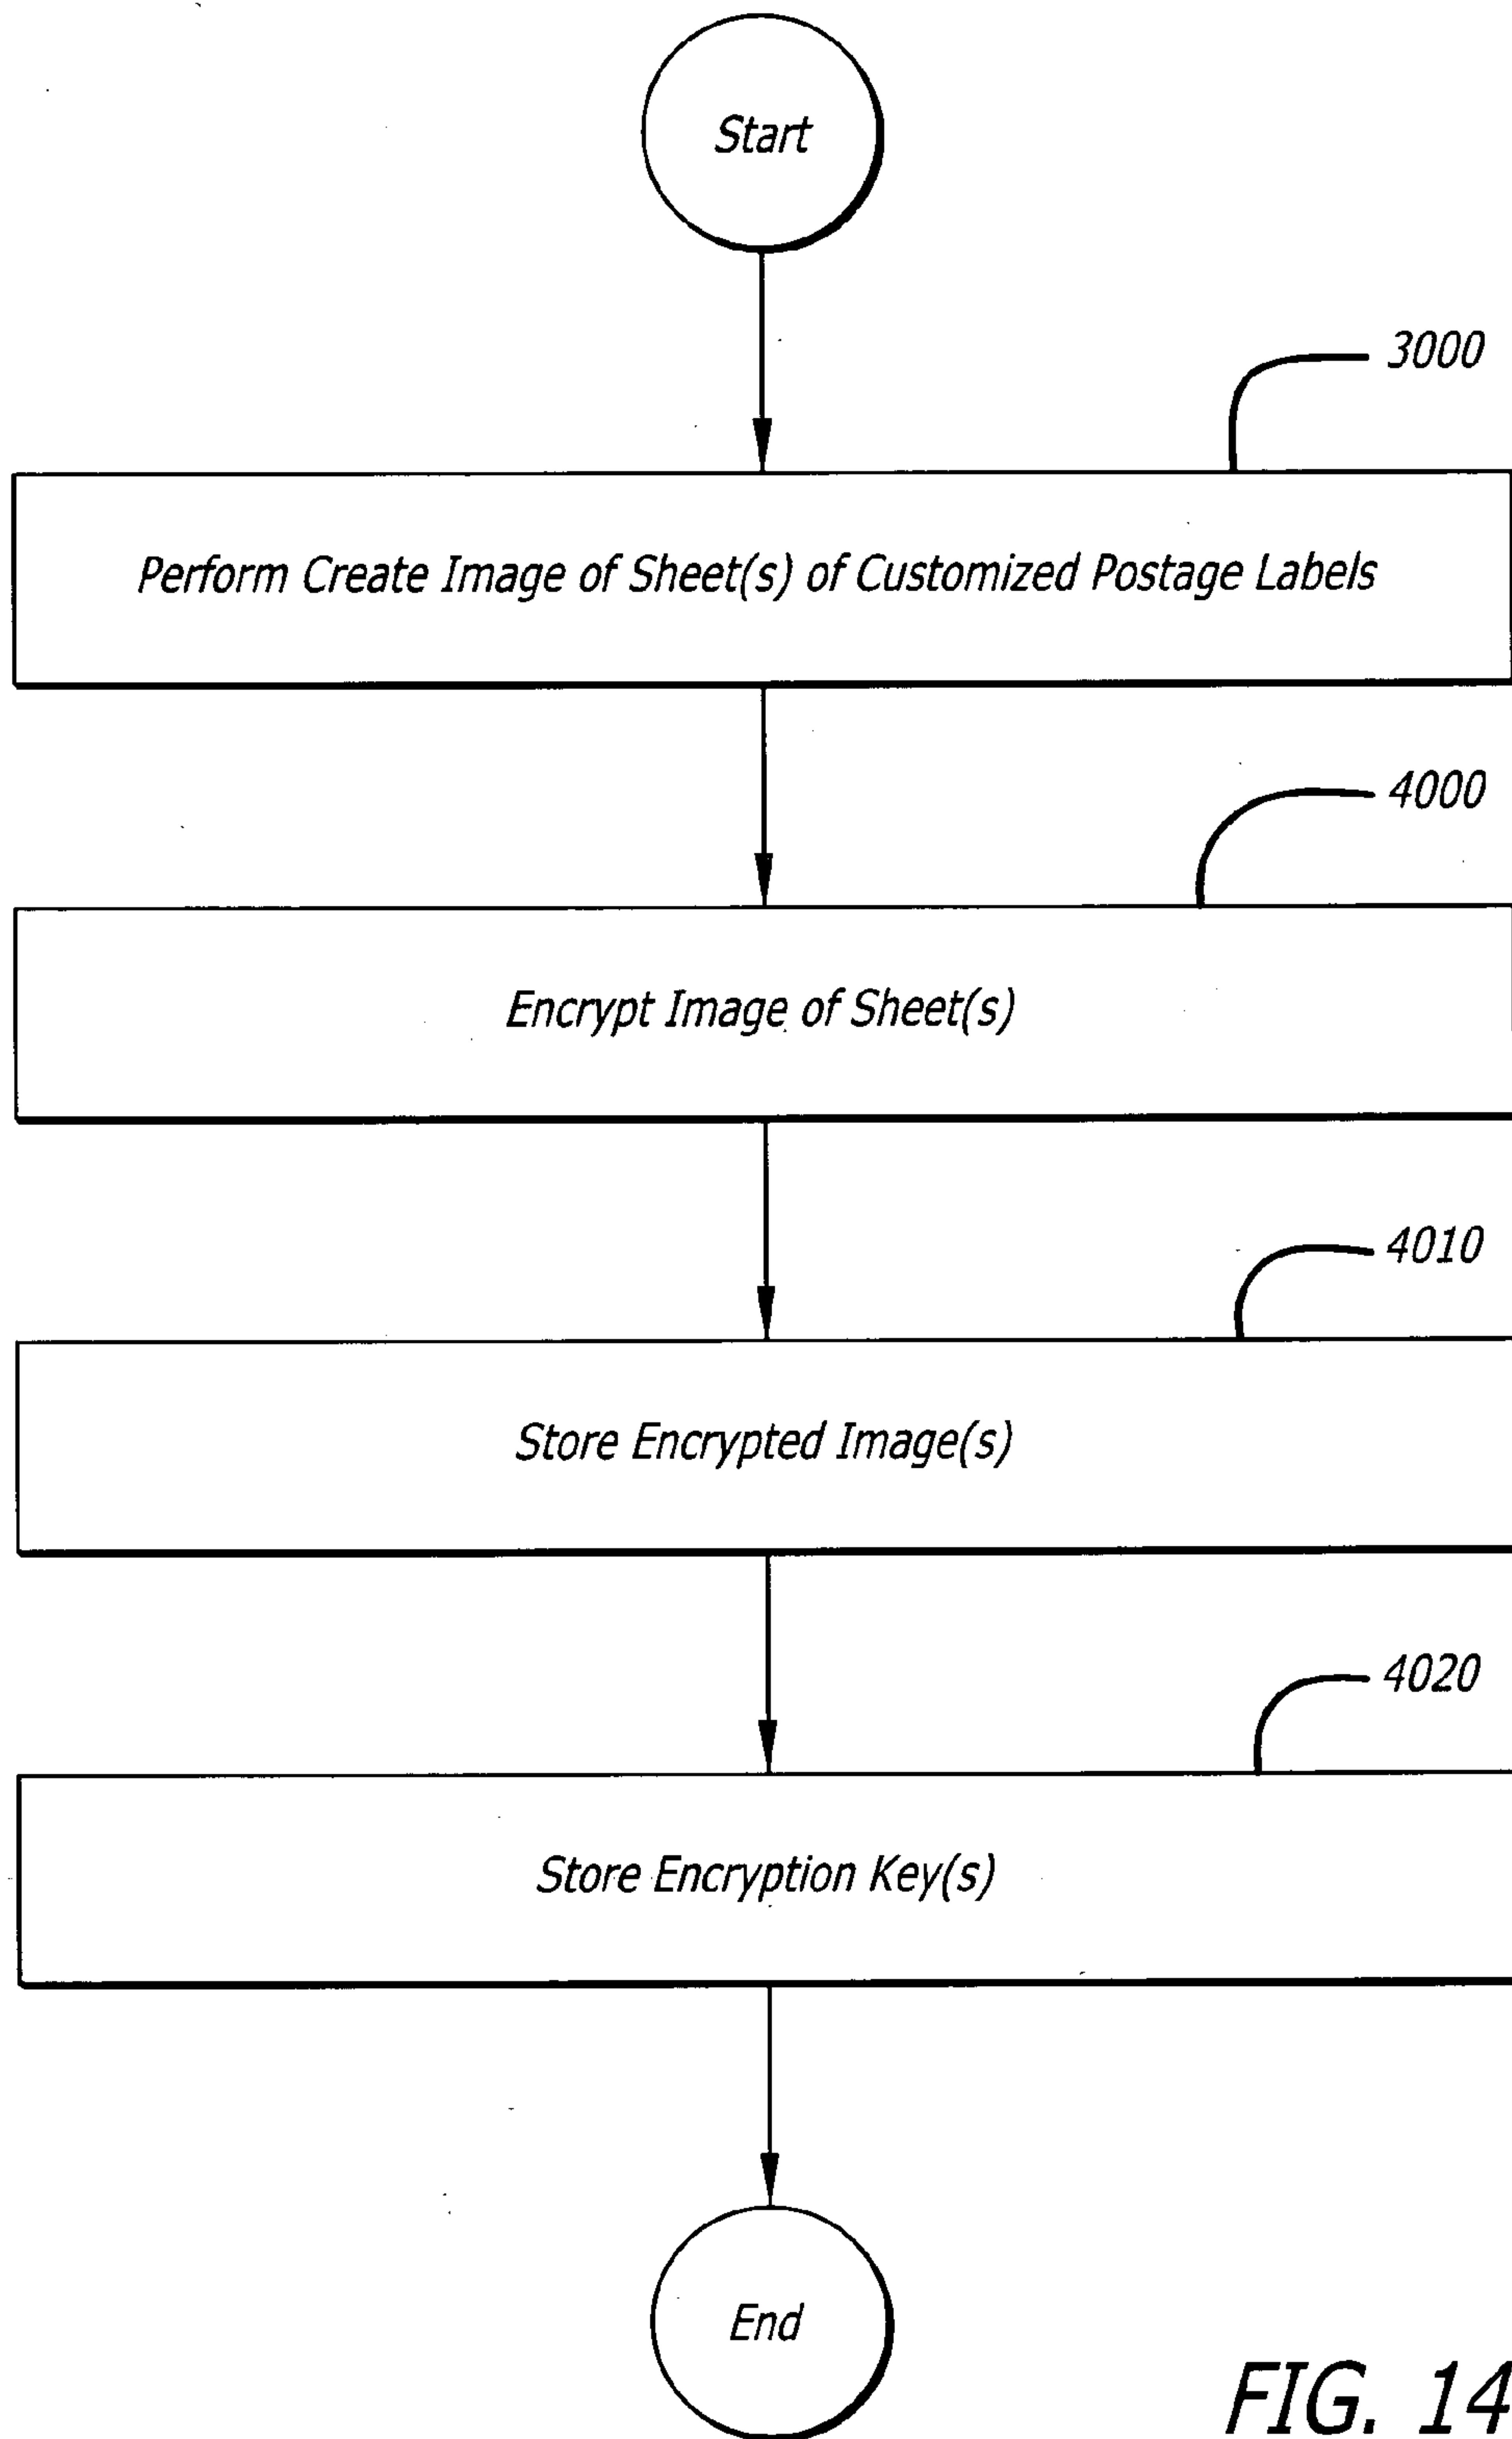 Start
3000
Perform Create Image of Sheet(s) of Customized Postage Labels
4000
Encrypt Image of Sheet(s)
4010
Store Encrypted Image(s)
4020
Store Encryption Key(s)
End
FIG. 14